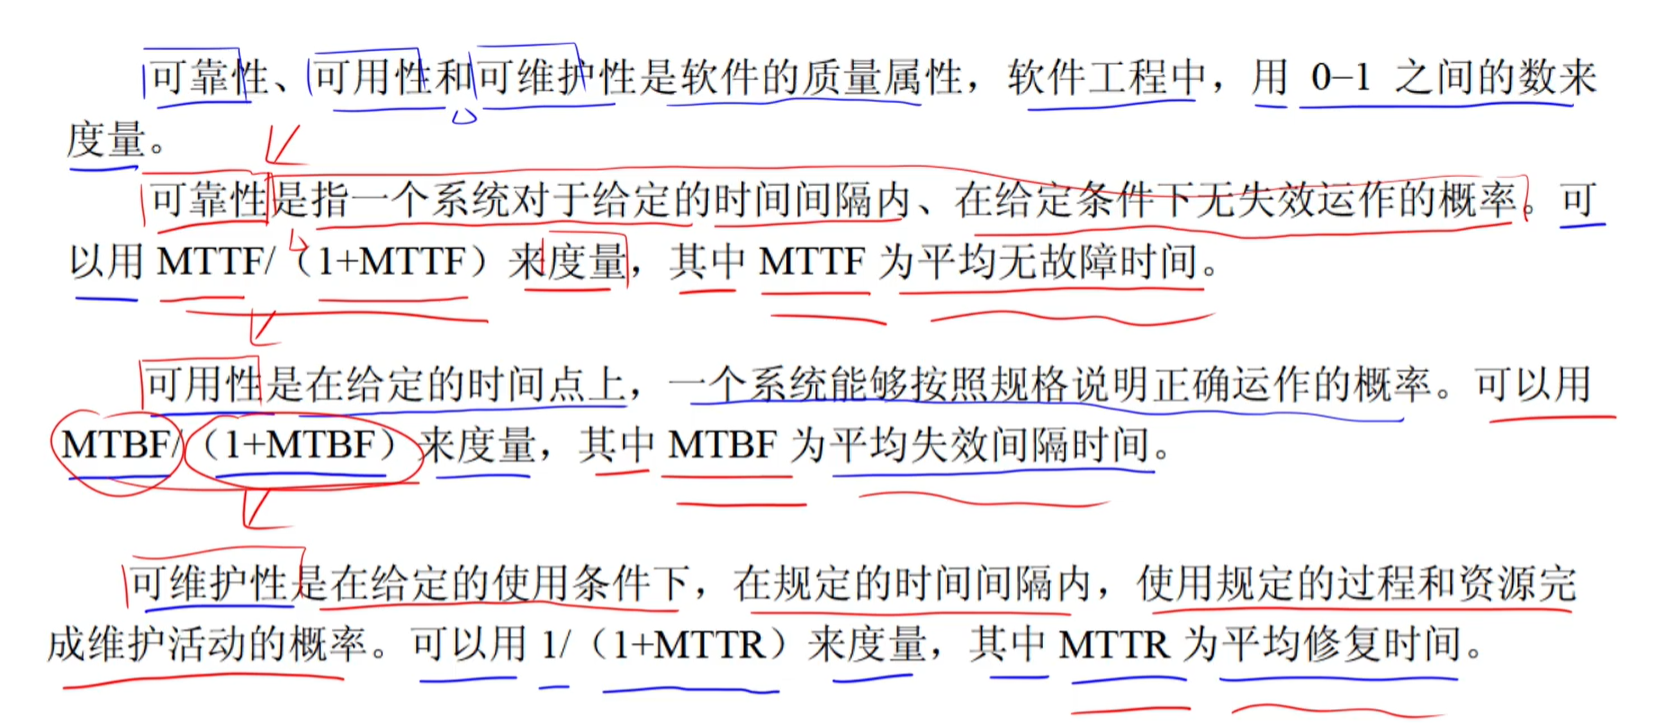 可靠性、可用性和可维护性是软件的质量属性，软件工程中，用 0–1 之间的数来
度量。
可靠性是指一个系统对于给定的时间间隔内、在给定条件下无失效运作的概率。可
以用 MTTF/（1+MTTF）来度量，其中 MTTF 为平均无故障时间。
可用性是在给定的时间点上，一个系统能够按照规格说明正确运作的概率。可以用
MTBF/（1+MTBF）来度量，其中 MTBF 为平均失效间隔时间。
可维护性是在给定的使用条件下，在规定的时间间隔内，使用规定的过程和资源完
成维护活动的概率。可以用 1/（1+MTTR）来度量，其中 MTTR 为平均修复时间。